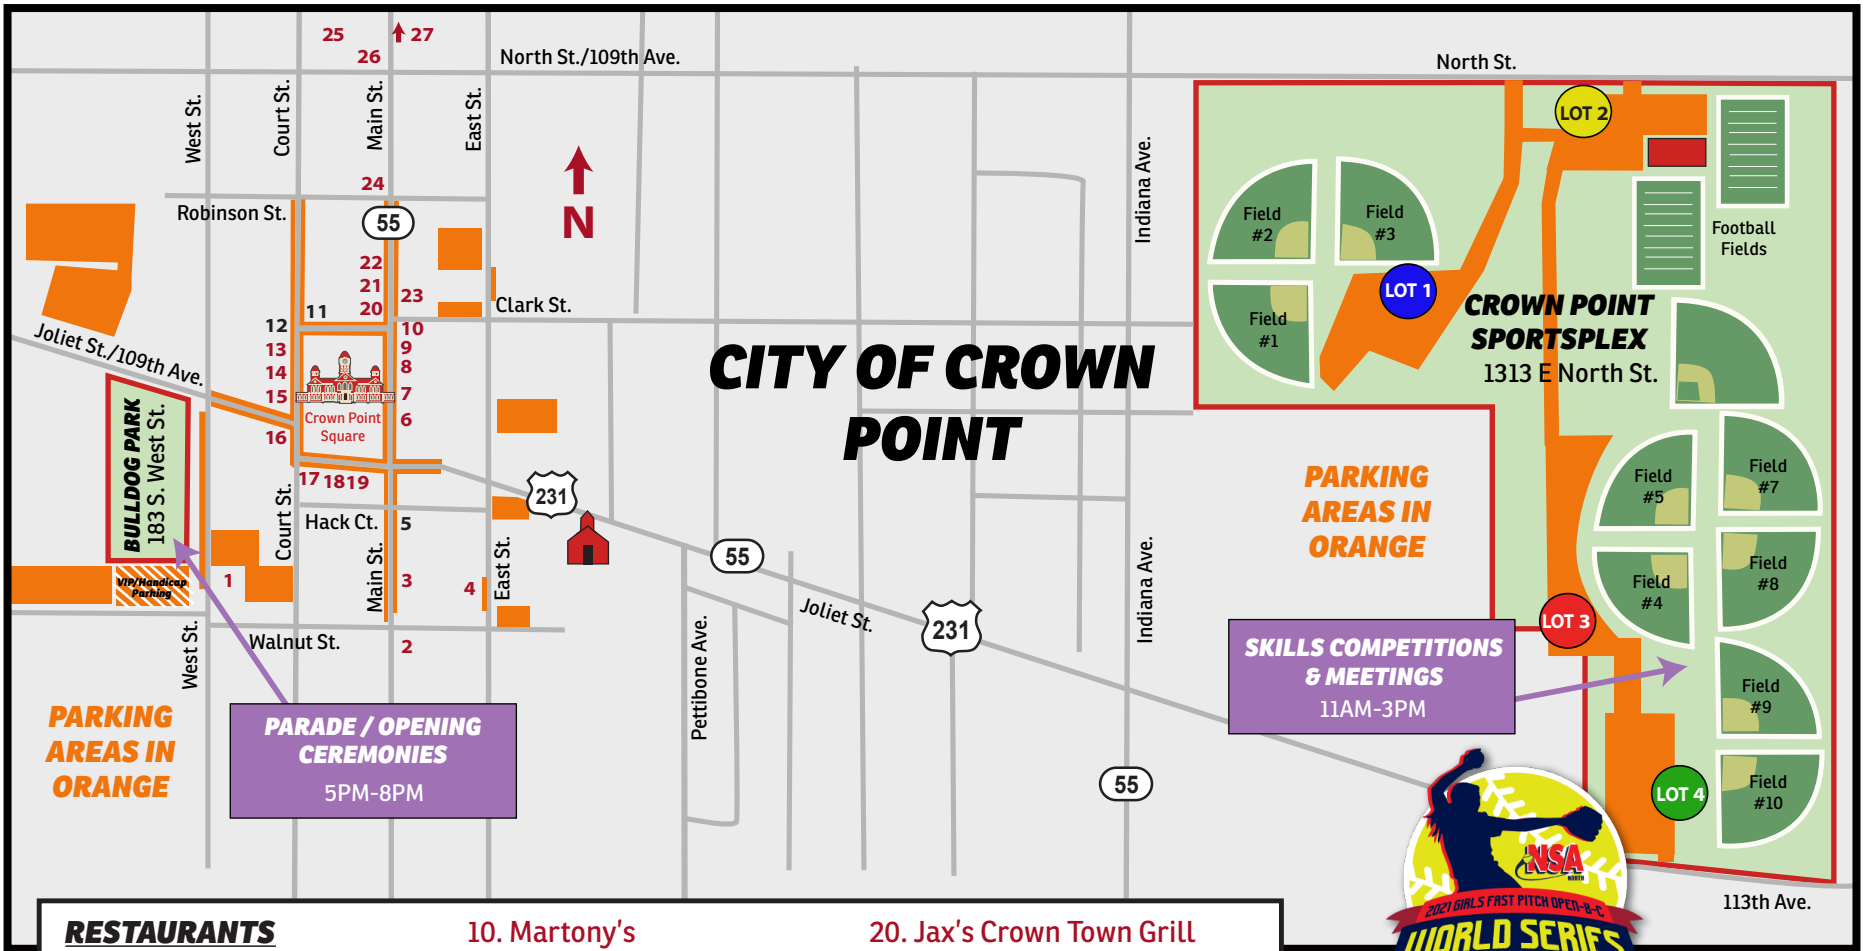 25
27
26
North St./109th Ave.
North St.
West St.
Court St.
Main St.
East St.
Indiana Ave.
LOT 2
24
Robinson St.
55
N
Field
#2
Field
#3
Football
Fields
22
21
20
23
Clark St.
LOT 1
11
12
10
13
9
14
8
15
7
6
16
Joliet St./109th Ave.
Crown Point
Square
CITY OF CROWN
POINT
Field
#1
CROWN POINT
SPORTSPLEX
1313 E North St.
BULLDOG PARK
183 S. West St.
17
18
19
Court St.
Hack Ct.
5
231
PARKING
AREAS IN
ORANGE
Field
#5
Field
#7
Field
#8
Field
#4
VIP/Handicap
Parking
1
Main St.
3
4
East St.
55
Joliet St.
231
Indiana Ave.
LOT 3
West St.
Walnut St.
2
Pettibone Ave.
SKILLS COMPETITIONS
& MEETINGS
11AM-3PM
Field
#9
PARKING
AREAS IN
ORANGE
PARADE / OPENING
CEREMONIES
5PM-8PM
55
LOT 4
Field
#10
NSA
NORTH
2021 GIRLS FAST PITCH OPEN-B-C
WORLD SERIES
113th Ave.
RESTAURANTS
10. Martony's
20. Jax's Crown Town Grill